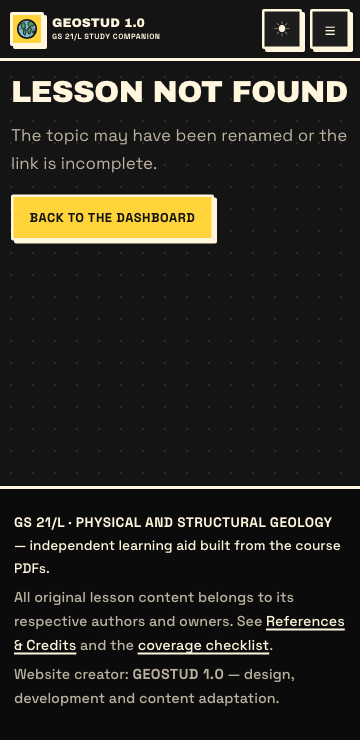 GEOSTUD 1.0
GS 21/L STUDY COMPANION
LESSON NOT FOUND
The topic may have been renamed or the
link is incomplete.
BACK TO THE DASHBOARD
GS 21/L · PHYSICAL AND STRUCTURAL GEOLOGY
— independent learning aid built from the course
PDFs.
All original lesson content belongs to its
respective authors and owners. See References
& Credits and the coverage checklist.
Website creator: GEOSTUD 1.0 — design,
development and content adaptation.